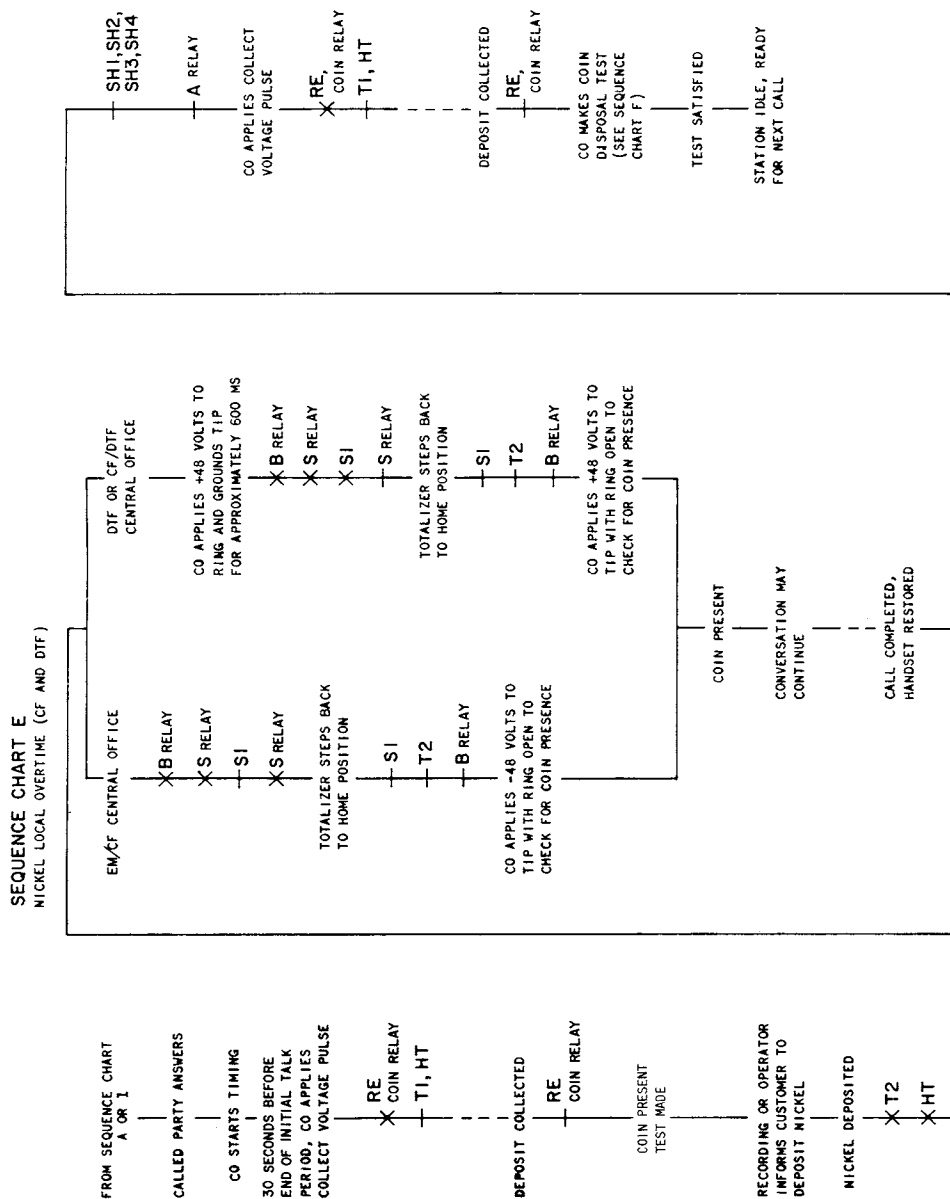 SEQUENCE CHART E
NICKEL LOCAL OVERTIME (CF AND DTF)
FROM SEQUENCE CHART
A OR 1
CALLED PARTY ANSWERS
CO STARTS TIMING
30 SECONDS BEFORE
END OF INITIAL TALK
PERIOD, CO APPLIES
COLLECT VOLTAGE PULSE
RE
COIN RELAY
T1, HT
DEPOSIT COLLECTED
RE
COIN RELAY
COIN PRESENT
TEST MADE
RECORDING OR OPERATOR
INFORMS CUSTOMER TO
DEPOSIT NICKEL
NICKEL DEPOSITED
T2
HT
EM/CF CENTRAL OFFICE
B RELAY
S RELAY
S1
S RELAY
TOTALIZER STEPS BACK
TO HOME POSITION
S1
T2
B RELAY
CO APPLIES -48 VOLTS TO
TIP WITH RING OPEN TO
CHECK FOR COIN PRESENCE
DTF OR CF/DTF
CENTRAL OFFICE
CO APPLIES +48 VOLTS TO
RING AND GROUNDS TIP
FOR APPROXIMATELY 600 MS
B RELAY
S RELAY
S1
S RELAY
TOTALIZER STEPS BACK
TO HOME POSITION
S1
T2
B RELAY
CO APPLIES +48 VOLTS TO
TIP WITH RING OPEN TO
CHECK FOR COIN PRESENCE
COIN PRESENT
CONVERSATION MAY
CONTINUE
CALL COMPLETED,
HANDSET RESTORED
SH1, SH2,
SH3, SH4
A RELAY
CO APPLIES COLLECT
VOLTAGE PULSE
RE,
COIN RELAY
T1, HT
DEPOSIT COLLECTED
RE,
COIN RELAY
CO MAKES COIN
DISPOSAL TEST
(SEE SEQUENCE
CHART F)
TEST SATISFIED
STATION IDLE, READY
FOR NEXT CALL